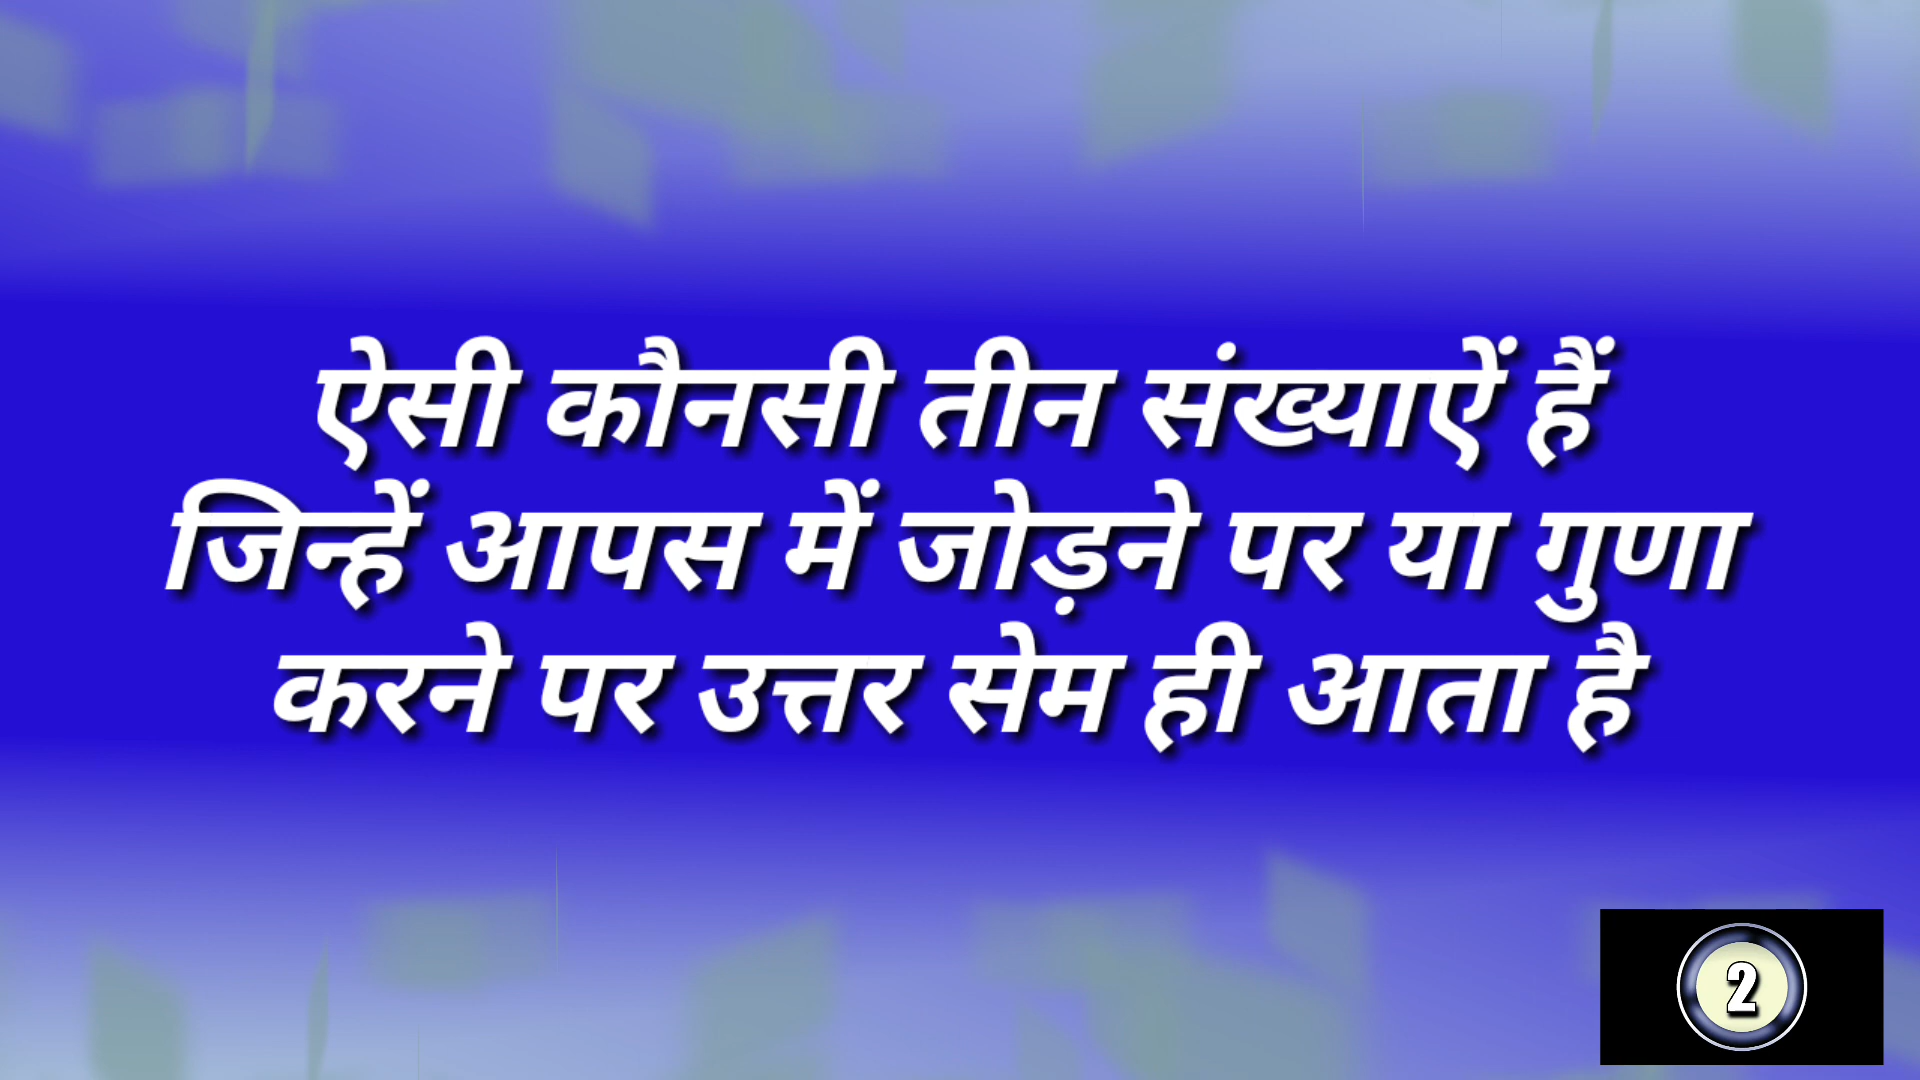 ऐसी कौनसी तीन संख्याऐं हैं
जिन्हें आपस में जोड़ने पर या गुणा
करने पर उत्तर सेम ही आता है
2